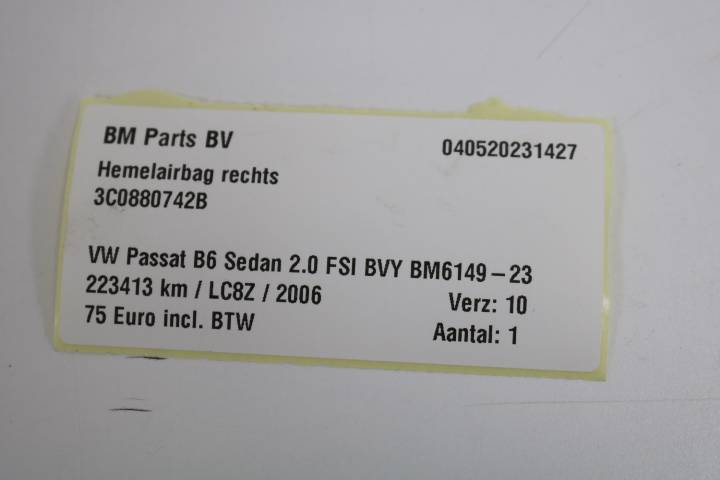 BM Parts BV 040520231427
Hemelairbag rechts
3C0880742B
VW Passat B6 Sedan 2.0 FSI BVY BM6149-23
223413 km / LC8Z / 2006 Verz: 10
75 Euro incl. BTW Aantal: 1